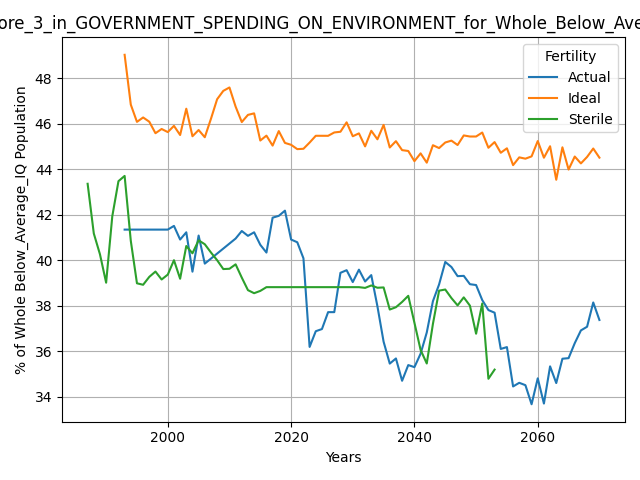 ore_3_in_GOVERNMENT_SPENDING_ON_ENVIRONMENT_for_Whole_Below_Ave
Fertility
Actual
Ideal
Sterile
% of Whole Below_Average_IQ Population
48
46
44
42
40
38
36
34
2000
2020
2040
2060
Years